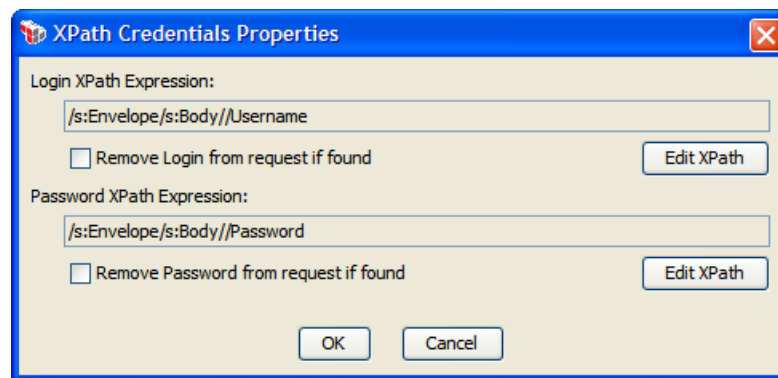 XPath Credentials Properties
Login XPath Expression:
/s:Envelope/s:Body//Username
Remove Login from request if found
Edit XPath
Password XPath Expression:
/s:Envelope/s:Body//Password
Remove Password from request if found
Edit XPath
OK
Cancel